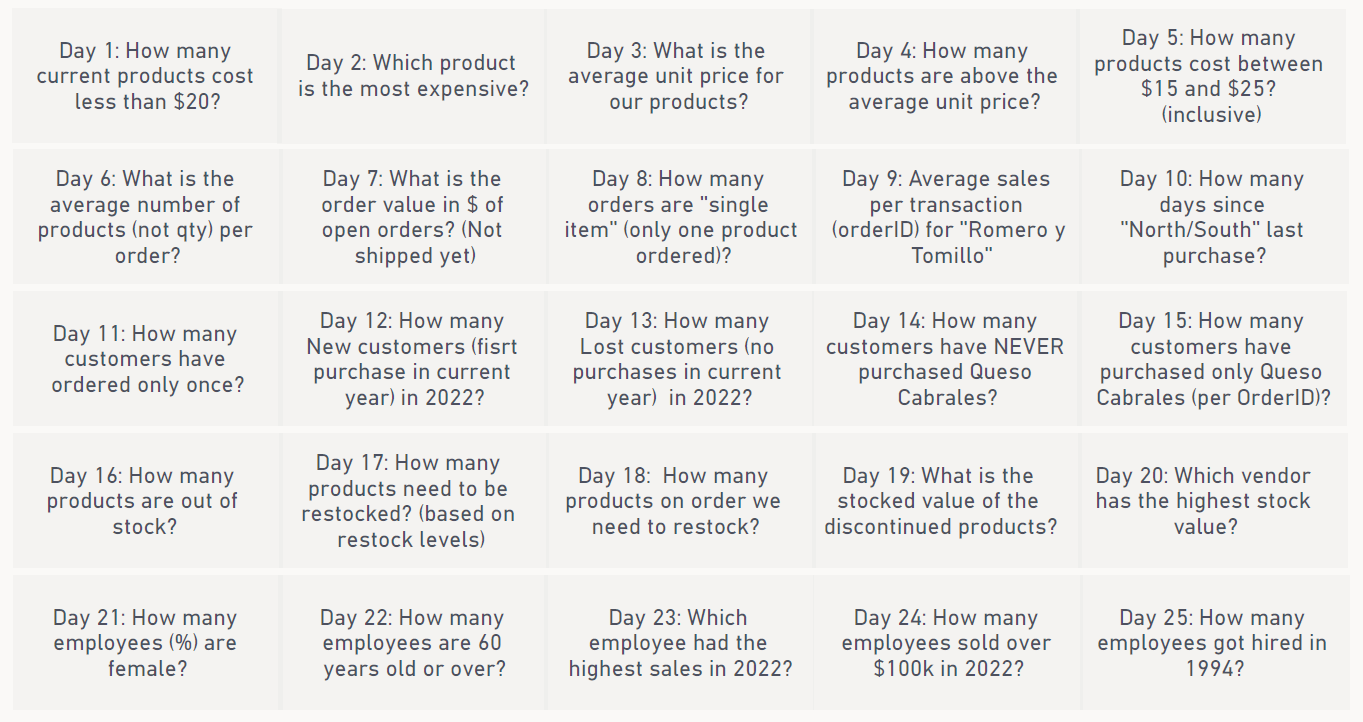 Day 1: How many
current products cost
less than $20?
Day 2: Which product
is the most expensive?
Day 3: What is the
average unit price for
our products?
Day 4: How many
products are above the
average unit price?
Day 5: How many
products cost between
$15 and $25?
(inclusive)
Day 6: What is the
average number of
products (not qty) per
order?
Day 7: What is the
order value in $ of
open orders? (Not
shipped yet)
Day 8: How many
orders are "single
item" (only one product
ordered)?
Day 9: Average sales
per transaction
(orderID) for "Romero y
Tomillo"
Day 10: How many
days since
"North/South" last
purchase?
Day 11: How many
customers have
ordered only once?
Day 12: How many
New customers (fisrt
purchase in current
year) in 2022?
Day 13: How many
Lost customers (no
purchases in current
year)  in 2022?
Day 14: How many
customers have NEVER
purchased Queso
Cabrales?
Day 15: How many
customers have
purchased only Queso
Cabrales (per OrderID)?
Day 16: How many
products are out of
stock?
Day 17: How many
products need to be
restocked? (based on
restock levels)
Day 18:  How many
products on order we
need to restock?
Day 19: What is the
stocked value of the
discontinued products?
Day 20: Which vendor
has the highest stock
value?
Day 21: How many
employees (%) are
female?
Day 22: How many
employees are 60
years old or over?
Day 23: Which
employee had the
highest sales in 2022?
Day 24: How many
employees sold over
$100k in 2022?
Day 25: How many
employees got hired in
1994?